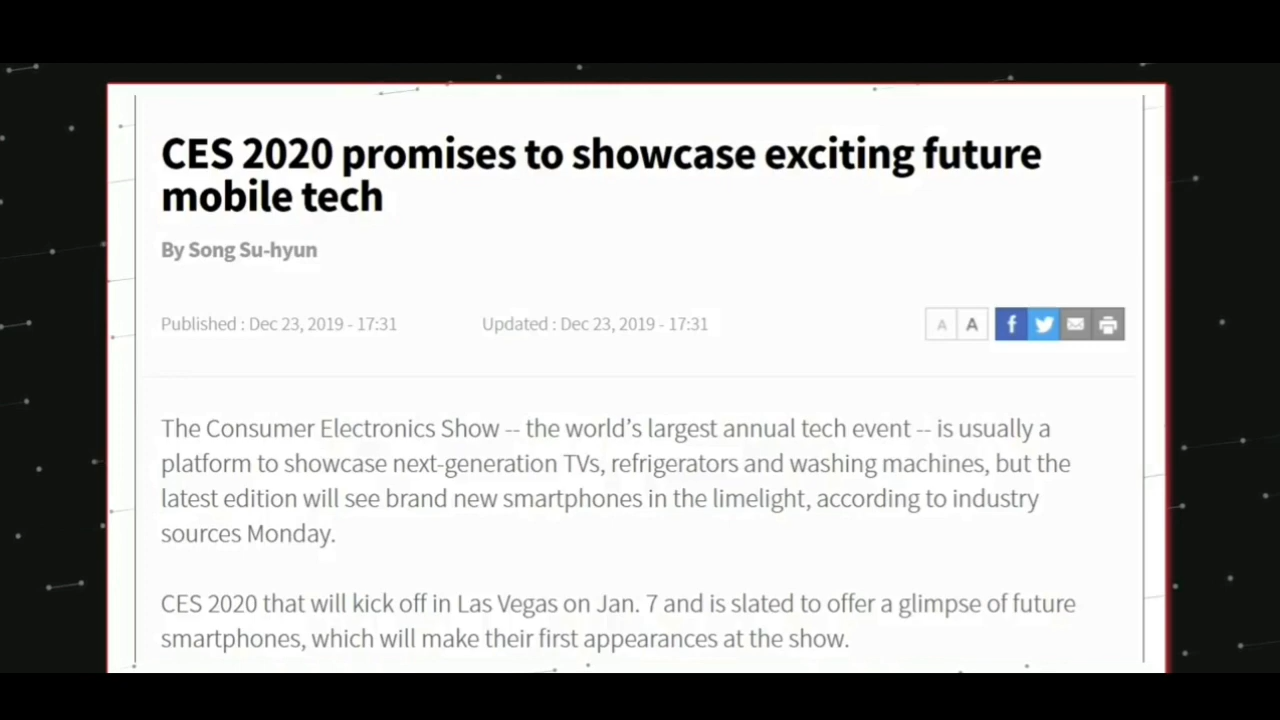 CES 2020 promises to showcase exciting future
mobile tech
By Song Su-hyun
Published : Dec 23, 2019 - 17:31
Updated : Dec 23, 2019 - 17:31
A A f
The Consumer Electronics Show -- the world’s largest annual tech event -- is usually a
platform to showcase next-generation TVs, refrigerators and washing machines, but the
latest edition will see brand new smartphones in the limelight, according to industry
sources Monday.
CES 2020 that will kick off in Las Vegas on Jan. 7 and is slated to offer a glimpse of future
smartphones, which will make their first appearances at the show.